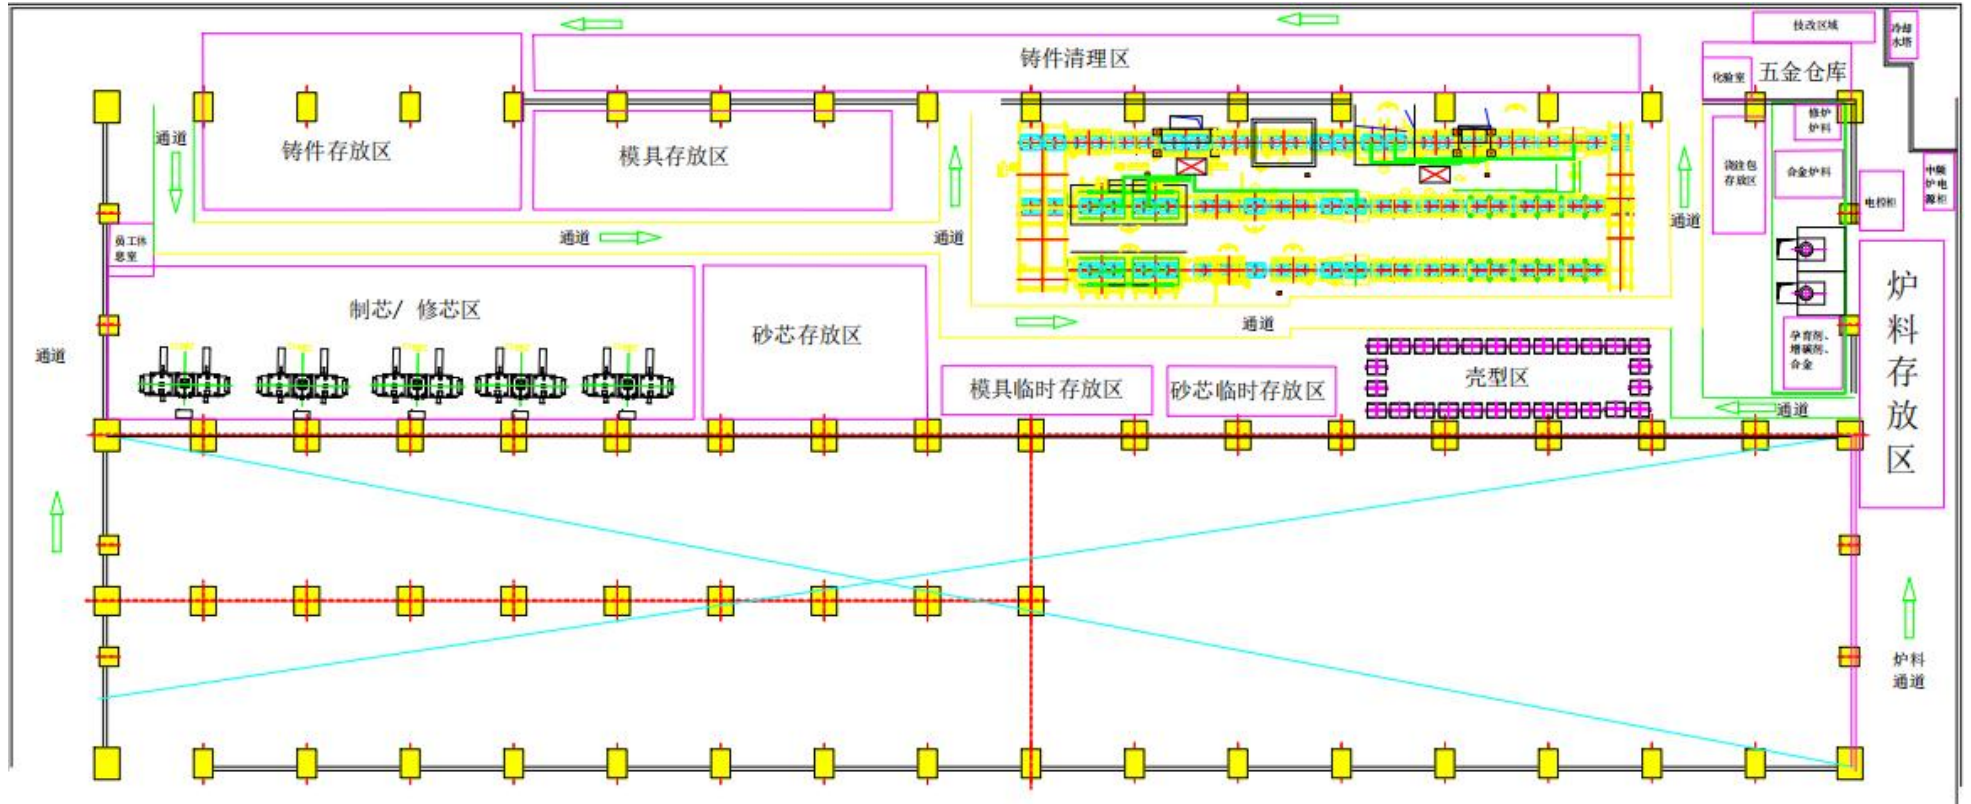 技改区域
冷却
水塔
铸件清理区
化验室
五金仓库
通道
铸件存放区
模具存放区
修炉
炉料
浇注包
存放区
合金炉料
中频
炉电
源柜
电控柜
员工休
息室
通道
通道
通道
制芯/ 修芯区
砂芯存放区
通道
炉
料
存
放
区
孕育剂、
增碳剂、
合金
通道
模具临时存放区
砂芯临时存放区
壳型区
通道
炉料
通道